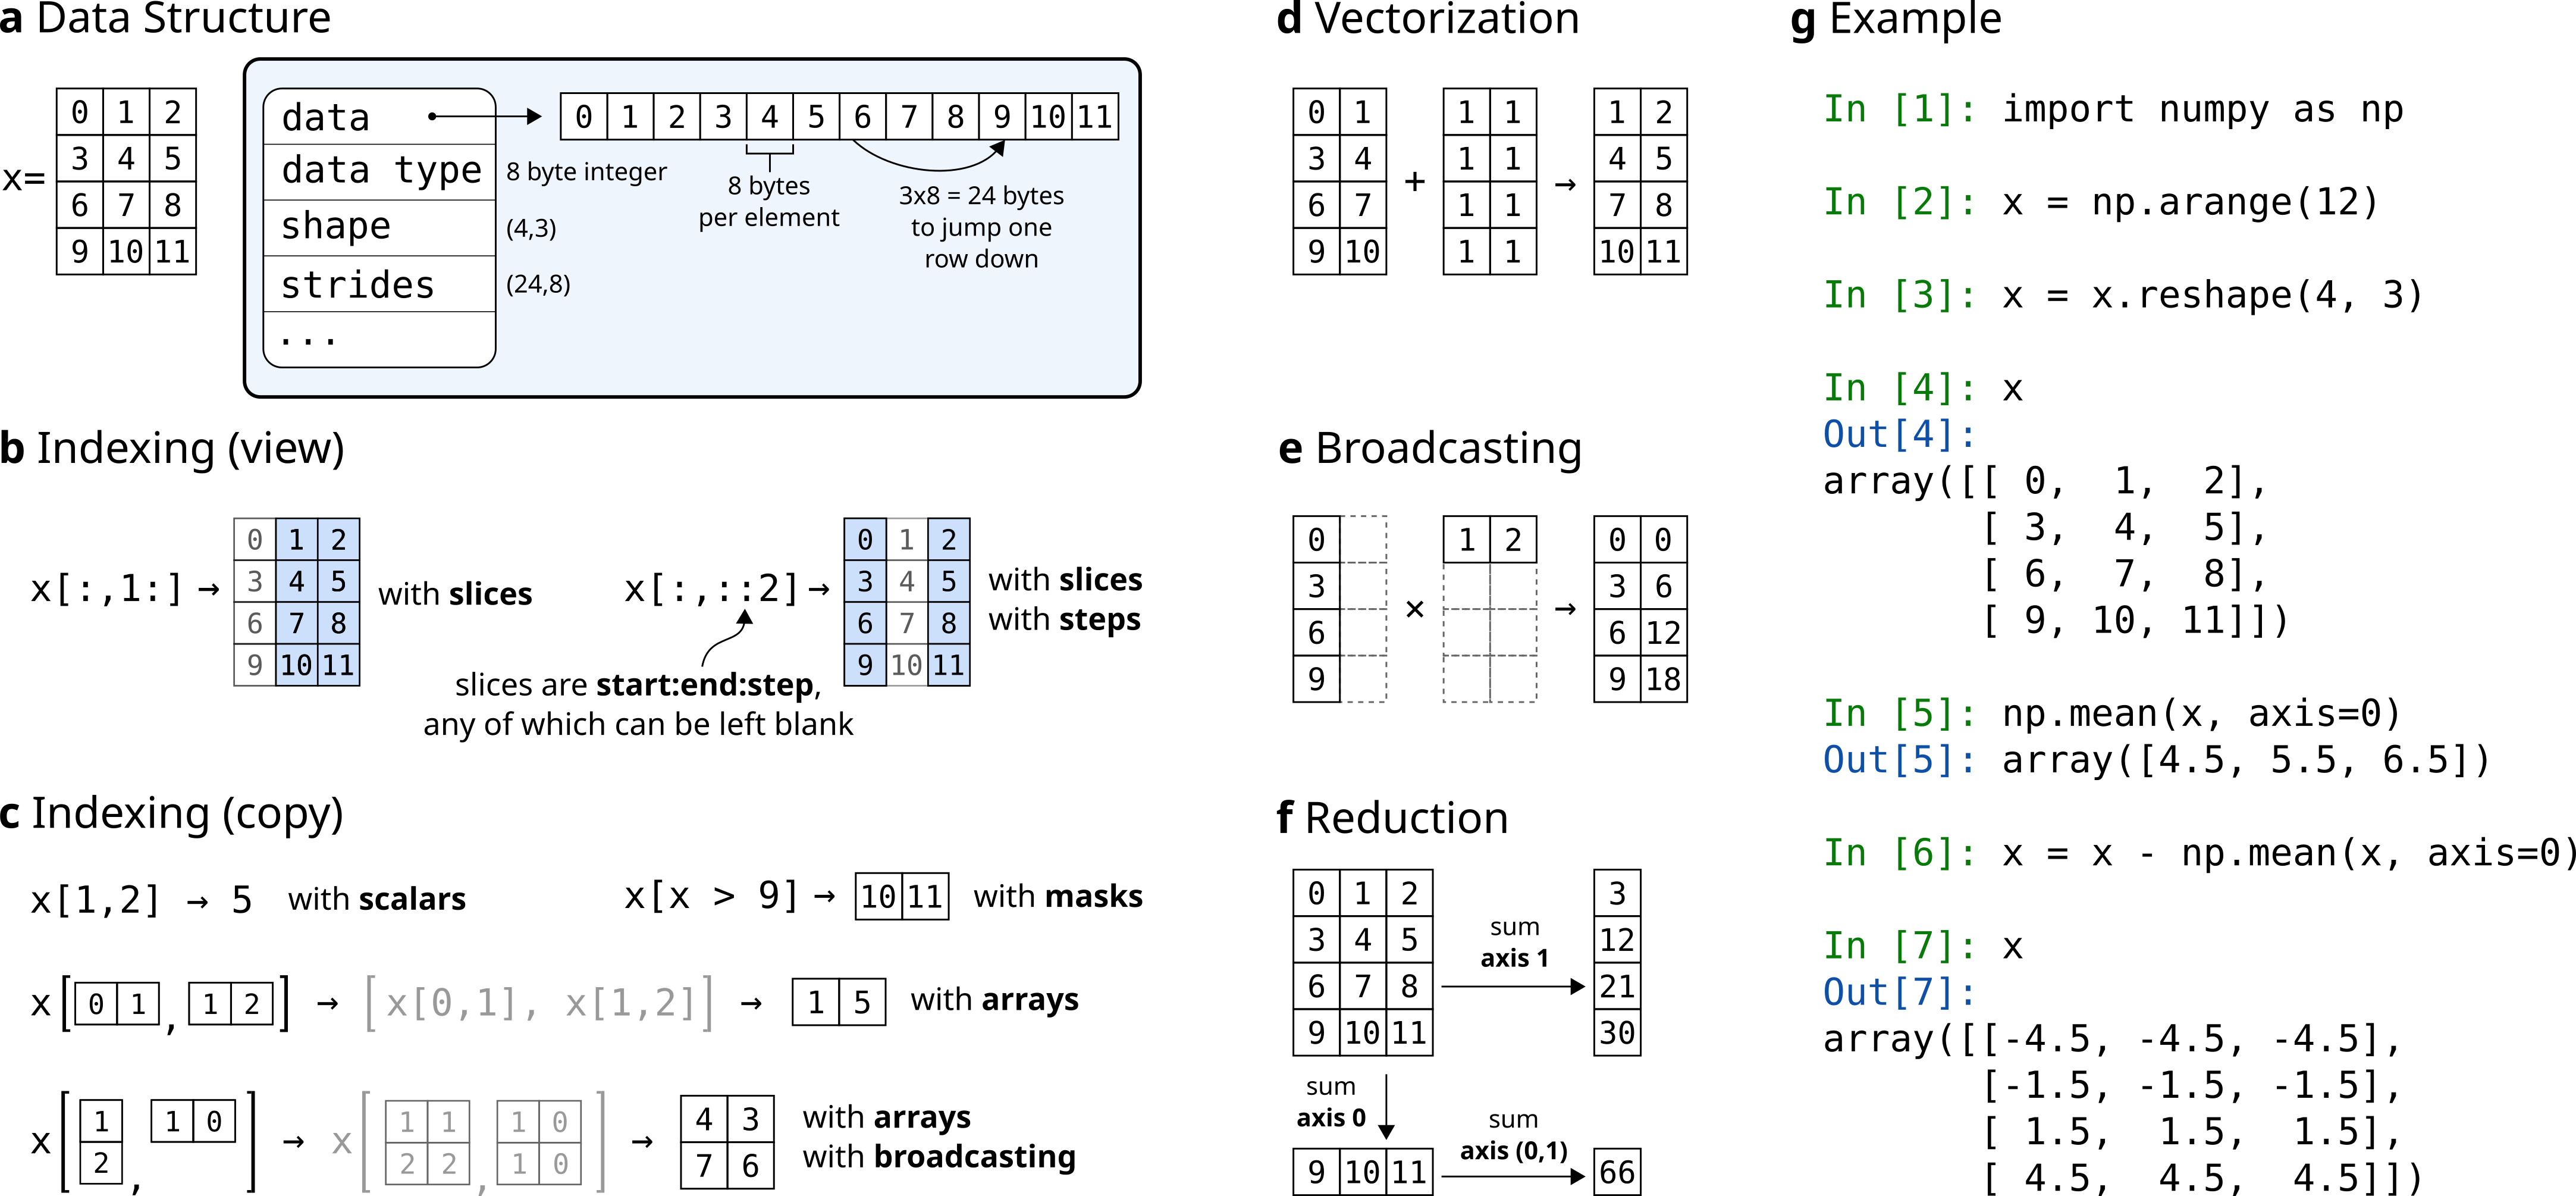 a Data Structure
x=
0 1 2
3 4 5
6 7 8
9 10 11
data
data type
shape
strides
...
8 byte integer
(4,3)
(24,8)
0 1 2 3 4 5 6 7 8 9 10 11
8 bytes
per element
3x8 = 24 bytes
to jump one
row down
b Indexing (view)
x[:,1:] →
0 1 2
3 4 5
6 7 8
9 10 11
with slices
x[:,::2] →
0 1 2
3 4 5
6 7 8
9 10 11
with slices
with steps
slices are start:end:step,
any of which can be left blank
c Indexing (copy)
x[1,2] → 5 with scalars
x[x > 9] → 10 11 with masks
x[0 1, 1 2] → [x[0,1], x[1,2]] → 1 5 with arrays
x[
1
2
,
1 0
] → x[
1 1
2 2
,
1 0
1 0
] →
4 3
7 6
with arrays
with broadcasting
d Vectorization
0 1
3 4
6 7
9 10
+
1 1
1 1
1 1
1 1
→
1 2
4 5
7 8
10 11
e Broadcasting
0
3
6
9
×
1 2
→
0 0
3 6
6 12
9 18
f Reduction
0 1 2
3 4 5
6 7 8
9 10 11
sum
axis 1
3
12
21
30
sum
axis 0
9 10 11
sum
axis (0,1)
66
g Example
In [1]: import numpy as np
In [2]: x = np.arange(12)
In [3]: x = x.reshape(4, 3)
In [4]: x
Out[4]:
array([[ 0,  1,  2],
       [ 3,  4,  5],
       [ 6,  7,  8],
       [ 9, 10, 11]])
In [5]: np.mean(x, axis=0)
Out[5]: array([4.5, 5.5, 6.5])
In [6]: x = x - np.mean(x, axis=0)
In [7]: x
Out[7]:
array([[-4.5, -4.5, -4.5],
       [-1.5, -1.5, -1.5],
       [ 1.5,  1.5,  1.5],
       [ 4.5,  4.5,  4.5]])